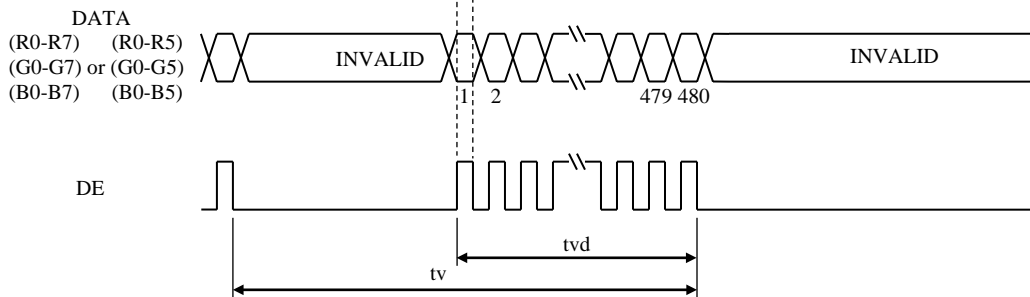 DATA
(R0-R7) (R0-R5)
(G0-G7) or (G0-G5)
(B0-B7) (B0-B5)
INVALID
INVALID
1 2 479 480
DE
tvd
tv